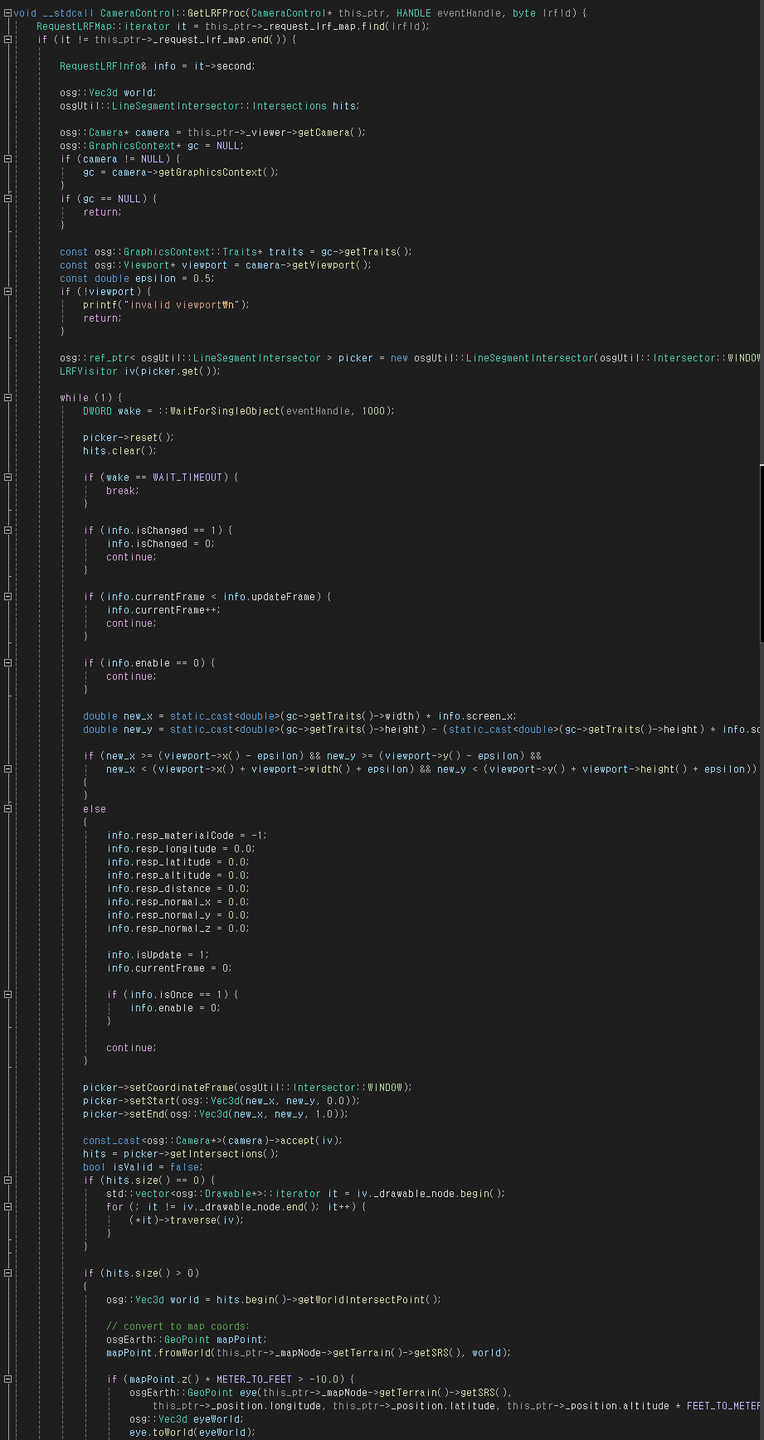 void __stdcall CameraControl::GetLRFProc(CameraControl* this_ptr, HANDLE eventHandle, byte lrfId) {
RequestLRFMap::iterator it = this_ptr->_request_lrf_map.find(lrfId);
if (it != this_ptr->_request_lrf_map.end()) {
RequestLRFInfo& info = it->second;
osg::Vec3d world;
osgUtil::LineSegmentIntersector::Intersections hits;
osg::Camera* camera = this_ptr->_viewer->getCamera();
osg::GraphicsContext* gc = NULL;
if (camera != NULL) {
gc = camera->getGraphicsContext();
}
if (gc == NULL) {
return;
}
const osg::GraphicsContext::Traits* traits = gc->getTraits();
const osg::Viewport* viewport = camera->getViewport();
const double epsilon = 0.5;
if (!viewport) {
printf("invalid viewport₩n");
return;
}
osg::ref_ptr< osgUtil::LineSegmentIntersector > picker = new osgUtil::LineSegmentIntersector(osgUtil::Intersector::WINDOW
LRFVisitor iv(picker.get());
while (1) {
DWORD wake = ::WaitForSingleObject(eventHandle, 1000);
picker->reset();
hits.clear();
if (wake == WAIT_TIMEOUT) {
break;
}
if (info.isChanged == 1) {
info.isChanged = 0;
continue;
}
if (info.currentFrame < info.updateFrame) {
info.currentFrame++;
continue;
}
if (info.enable == 0) {
continue;
}
double new_x = static_cast<double>(gc->getTraits()->width) * info.screen_x;
double new_y = static_cast<double>(gc->getTraits()->height) - (static_cast<double>(gc->getTraits()->height) * info.sc
if (new_x >= (viewport->x() - epsilon) && new_y >= (viewport->y() - epsilon) &&
new_x < (viewport->x() + viewport->width() + epsilon) && new_y < (viewport->y() + viewport->height() + epsilon))
{
}
else
{
info.resp_materialCode = -1;
info.resp_longitude = 0.0;
info.resp_latitude = 0.0;
info.resp_altitude = 0.0;
info.resp_distance = 0.0;
info.resp_normal_x = 0.0;
info.resp_normal_y = 0.0;
info.resp_normal_z = 0.0;
info.isUpdate = 1;
info.currentFrame = 0;
if (info.isOnce == 1) {
info.enable = 0;
}
continue;
}
picker->setCoordinateFrame(osgUtil::Intersector::WINDOW);
picker->setStart(osg::Vec3d(new_x, new_y, 0.0));
picker->setEnd(osg::Vec3d(new_x, new_y, 1.0));
const_cast<osg::Camera*>(camera)->accept(iv);
hits = picker->getIntersections();
bool isValid = false;
if (hits.size() == 0) {
std::vector<osg::Drawable*>::iterator it = iv._drawable_node.begin();
for (; it != iv._drawable_node.end(); it++) {
(*it)->traverse(iv);
}
}
if (hits.size() > 0)
{
osg::Vec3d world = hits.begin()->getWorldIntersectPoint();
// convert to map coords:
osgEarth::GeoPoint mapPoint;
mapPoint.fromWorld(this_ptr->_mapNode->getTerrain()->getSRS(), world);
if (mapPoint.z() * METER_TO_FEET > -10.0) {
osgEarth::GeoPoint eye(this_ptr->_mapNode->getTerrain()->getSRS(),
this_ptr->_position.longitude, this_ptr->_position.latitude, this_ptr->_position.altitude * FEET_TO_METER
osg::Vec3d eyeWorld;
eye.toWorld(eyeWorld);